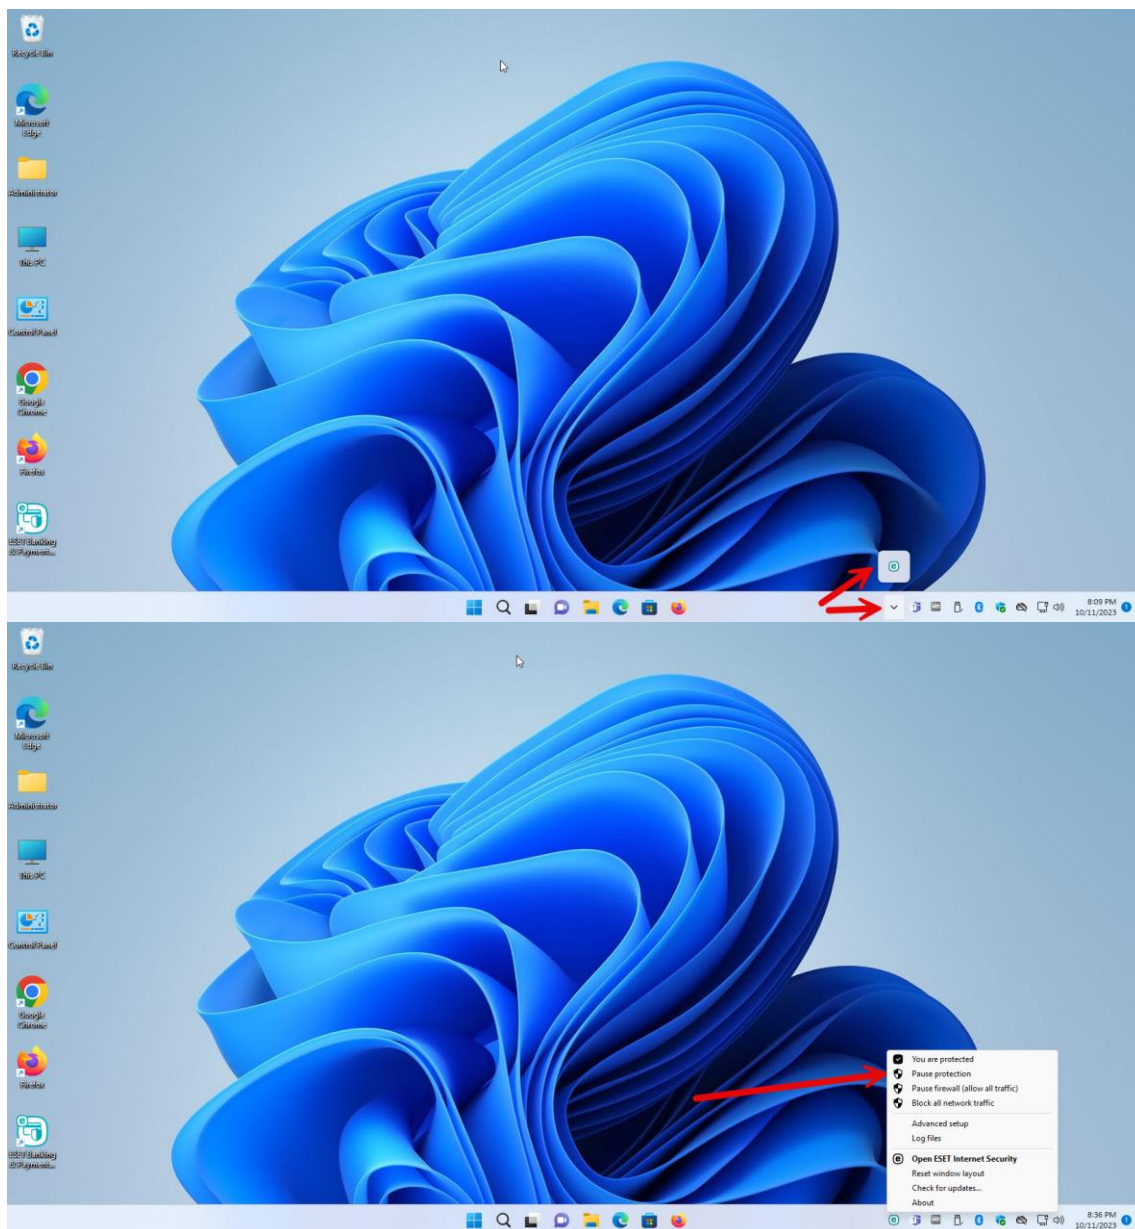 Recycle Bin
Microsoft
Edge
Administrator
This PC
Control Panel
Google
Chrome
Firefox
ESET Banking
& Payment...
8:09 PM
10/11/2023
Recycle Bin
Microsoft
Edge
Administrator
This PC
Control Panel
Google
Chrome
Firefox
ESET Banking
& Payment...
You are protected
Pause protection
Pause firewall (allow all traffic)
Block all network traffic
Advanced setup
Log files
Open ESET Internet Security
Reset window layout
Check for updates...
About
8:36 PM
10/11/2023